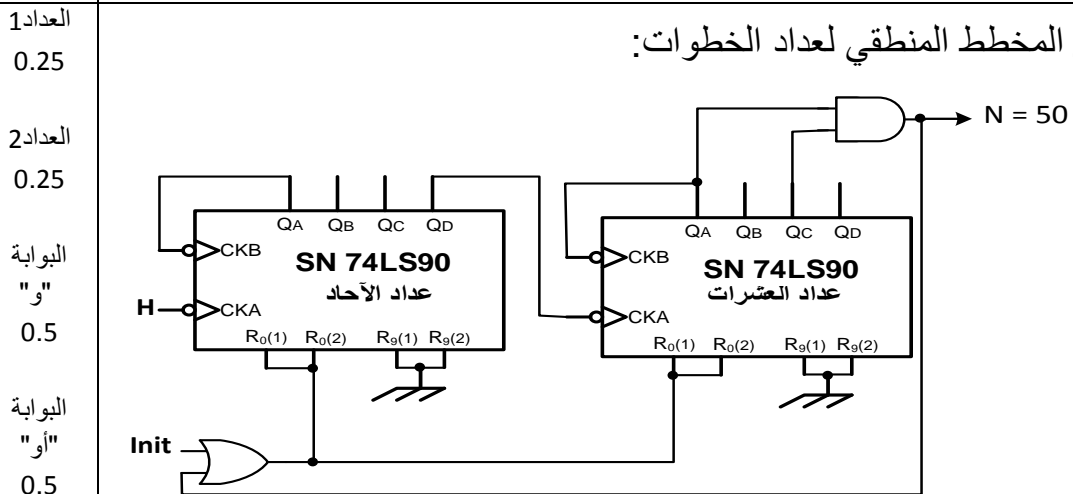 المخطط المنطقي لعداد الخطوات:
العداد1
0.25
العداد2
0.25
البوابة
"و"
0.5
البوابة
"أو"
0.5
N = 50
QA QB QC QD
CKB
SN 74LS90
عداد الآحاد
H
CKA
R0(1) R0(2) R9(1) R9(2)
QA QB QC QD
CKB
SN 74LS90
عداد العشرات
CKA
R0(1) R0(2) R9(1) R9(2)
Init